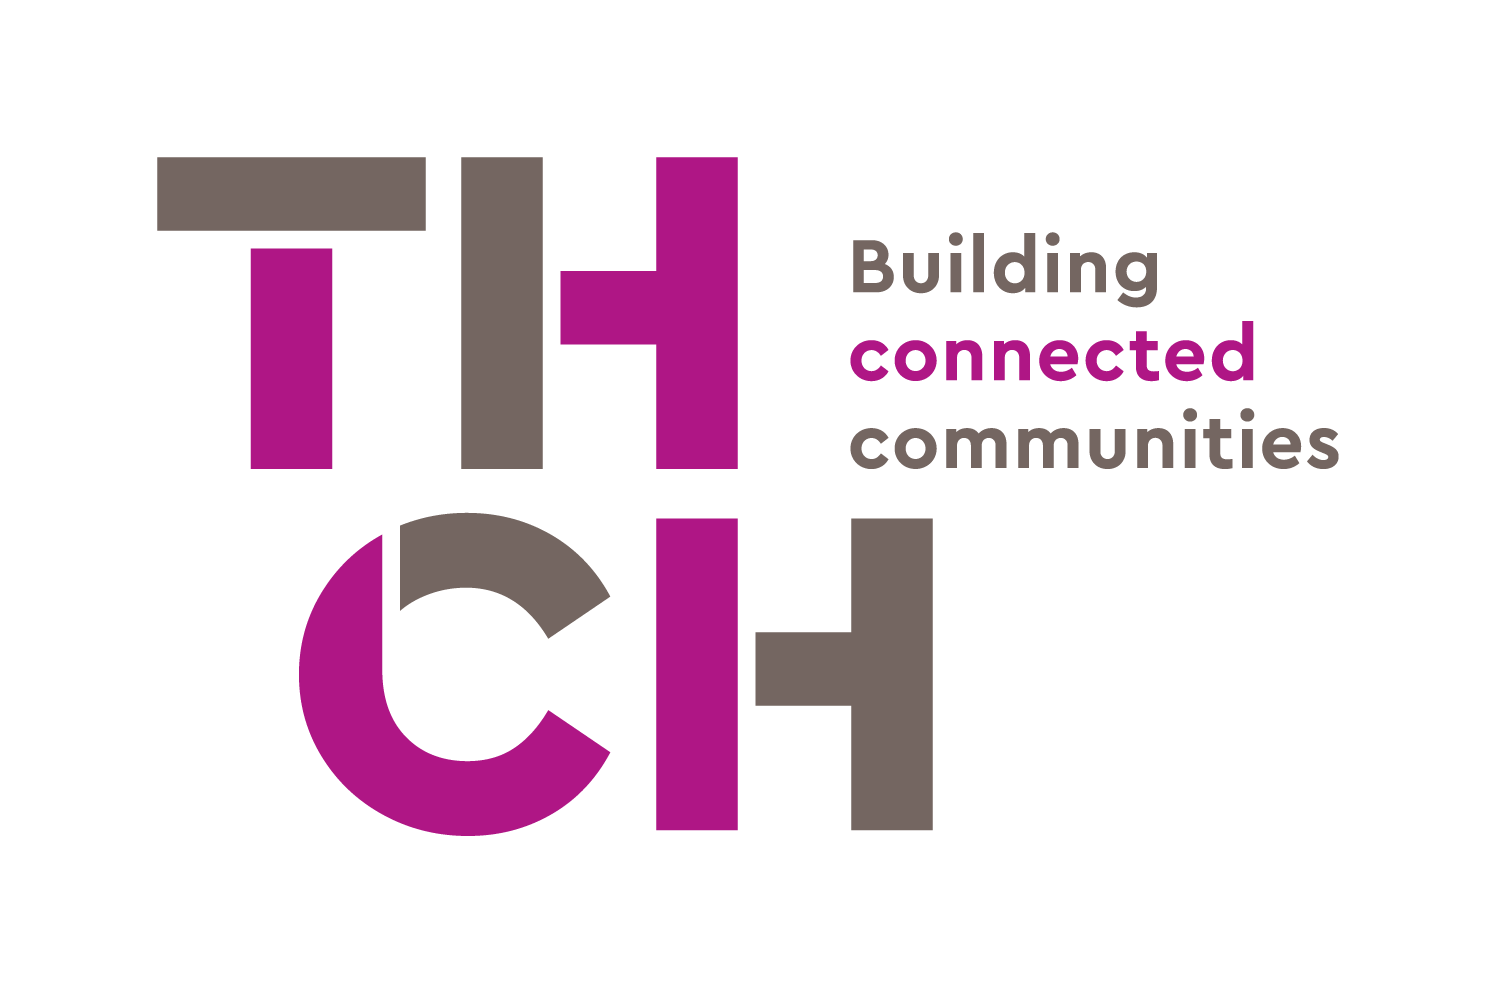 TH
Building
connected
communities
CH